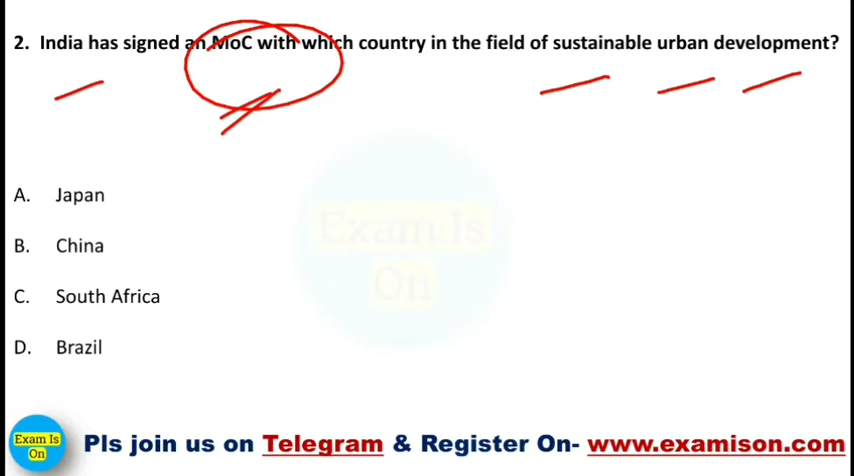 2. India has signed an MoC with which country in the field of sustainable urban development?
A. Japan
Exam Is
On
B. China
C. South Africa
D. Brazil
Exam Is
On
Pls join us on Telegram & Register On- www.examison.com